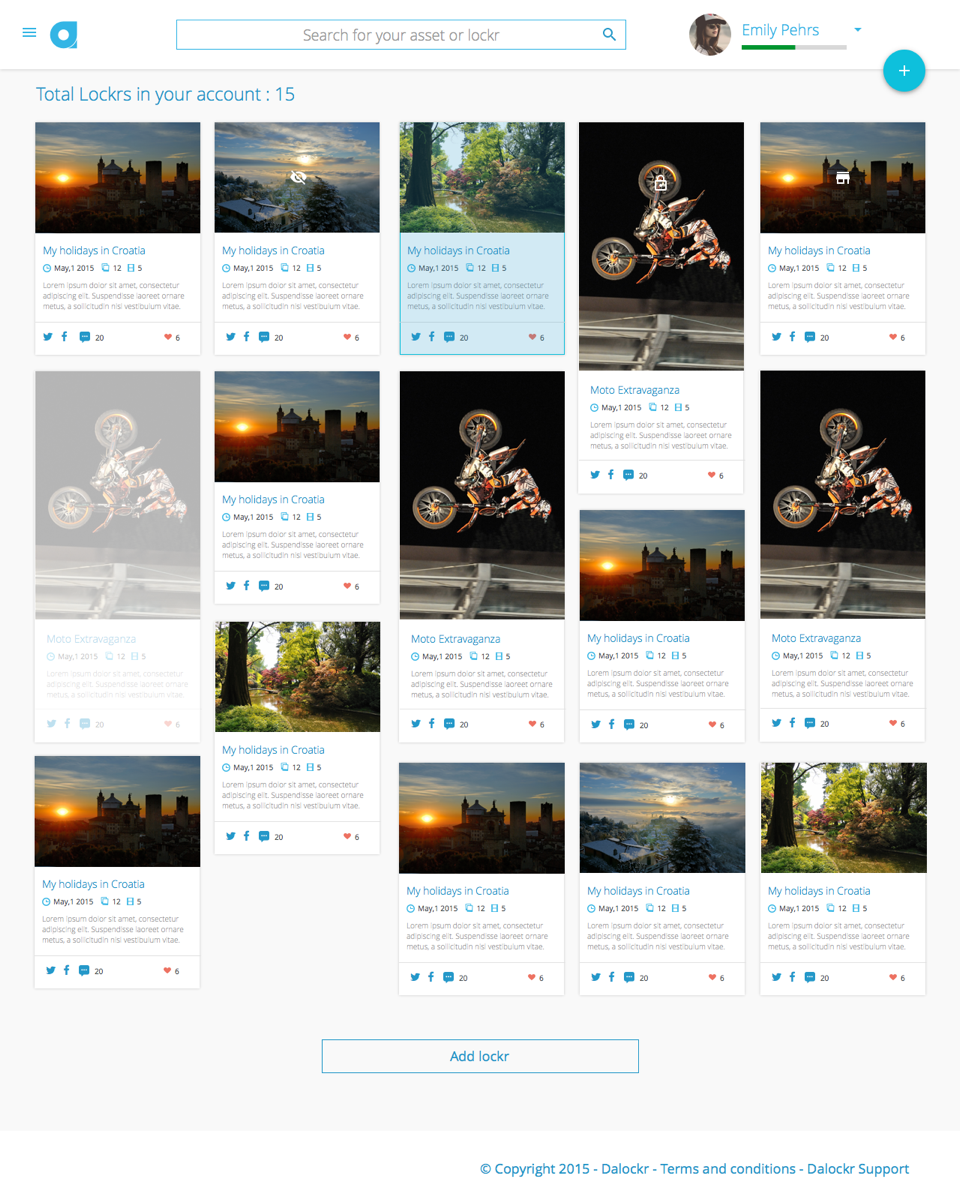 Search for your asset or lockr
Emily Pehrs
+
Total Lockrs in your account : 15
My holidays in Croatia
May,1 2015 12 5
Lorem ipsum dolor sit amet, consectetur
adipiscing elit. Suspendisse laoreet ornare
metus, a sollicitudin nisl vestibulum vitae.
20 6
My holidays in Croatia
May,1 2015 12 5
Lorem ipsum dolor sit amet, consectetur
adipiscing elit. Suspendisse laoreet ornare
metus, a sollicitudin nisl vestibulum vitae.
20 6
My holidays in Croatia
May,1 2015 12 5
Lorem ipsum dolor sit amet, consectetur
adipiscing elit. Suspendisse laoreet ornare
metus, a sollicitudin nisl vestibulum vitae.
20 6
Moto Extravaganza
May,1 2015 12 5
Lorem ipsum dolor sit amet, consectetur
adipiscing elit. Suspendisse laoreet ornare
metus, a sollicitudin nisl vestibulum vitae.
20 6
My holidays in Croatia
May,1 2015 12 5
Lorem ipsum dolor sit amet, consectetur
adipiscing elit. Suspendisse laoreet ornare
metus, a sollicitudin nisl vestibulum vitae.
20 6
Moto Extravaganza
May,1 2015 12 5
Lorem ipsum dolor sit amet, consectetur
adipiscing elit. Suspendisse laoreet ornare
metus, a sollicitudin nisl vestibulum vitae.
20 6
My holidays in Croatia
May,1 2015 12 5
Lorem ipsum dolor sit amet, consectetur
adipiscing elit. Suspendisse laoreet ornare
metus, a sollicitudin nisl vestibulum vitae.
20 6
Moto Extravaganza
May,1 2015 12 5
Lorem ipsum dolor sit amet, consectetur
adipiscing elit. Suspendisse laoreet ornare
metus, a sollicitudin nisl vestibulum vitae.
20 6
My holidays in Croatia
May,1 2015 12 5
Lorem ipsum dolor sit amet, consectetur
adipiscing elit. Suspendisse laoreet ornare
metus, a sollicitudin nisl vestibulum vitae.
20 6
Moto Extravaganza
May,1 2015 12 5
Lorem ipsum dolor sit amet, consectetur
adipiscing elit. Suspendisse laoreet ornare
metus, a sollicitudin nisl vestibulum vitae.
20 6
My holidays in Croatia
May,1 2015 12 5
Lorem ipsum dolor sit amet, consectetur
adipiscing elit. Suspendisse laoreet ornare
metus, a sollicitudin nisl vestibulum vitae.
20 6
My holidays in Croatia
May,1 2015 12 5
Lorem ipsum dolor sit amet, consectetur
adipiscing elit. Suspendisse laoreet ornare
metus, a sollicitudin nisl vestibulum vitae.
20 6
My holidays in Croatia
May,1 2015 12 5
Lorem ipsum dolor sit amet, consectetur
adipiscing elit. Suspendisse laoreet ornare
metus, a sollicitudin nisl vestibulum vitae.
20 6
My holidays in Croatia
May,1 2015 12 5
Lorem ipsum dolor sit amet, consectetur
adipiscing elit. Suspendisse laoreet ornare
metus, a sollicitudin nisl vestibulum vitae.
20 6
My holidays in Croatia
May,1 2015 12 5
Lorem ipsum dolor sit amet, consectetur
adipiscing elit. Suspendisse laoreet ornare
metus, a sollicitudin nisl vestibulum vitae.
20 6
Add lockr
© Copyright 2015 - Dalockr - Terms and conditions - Dalockr Support